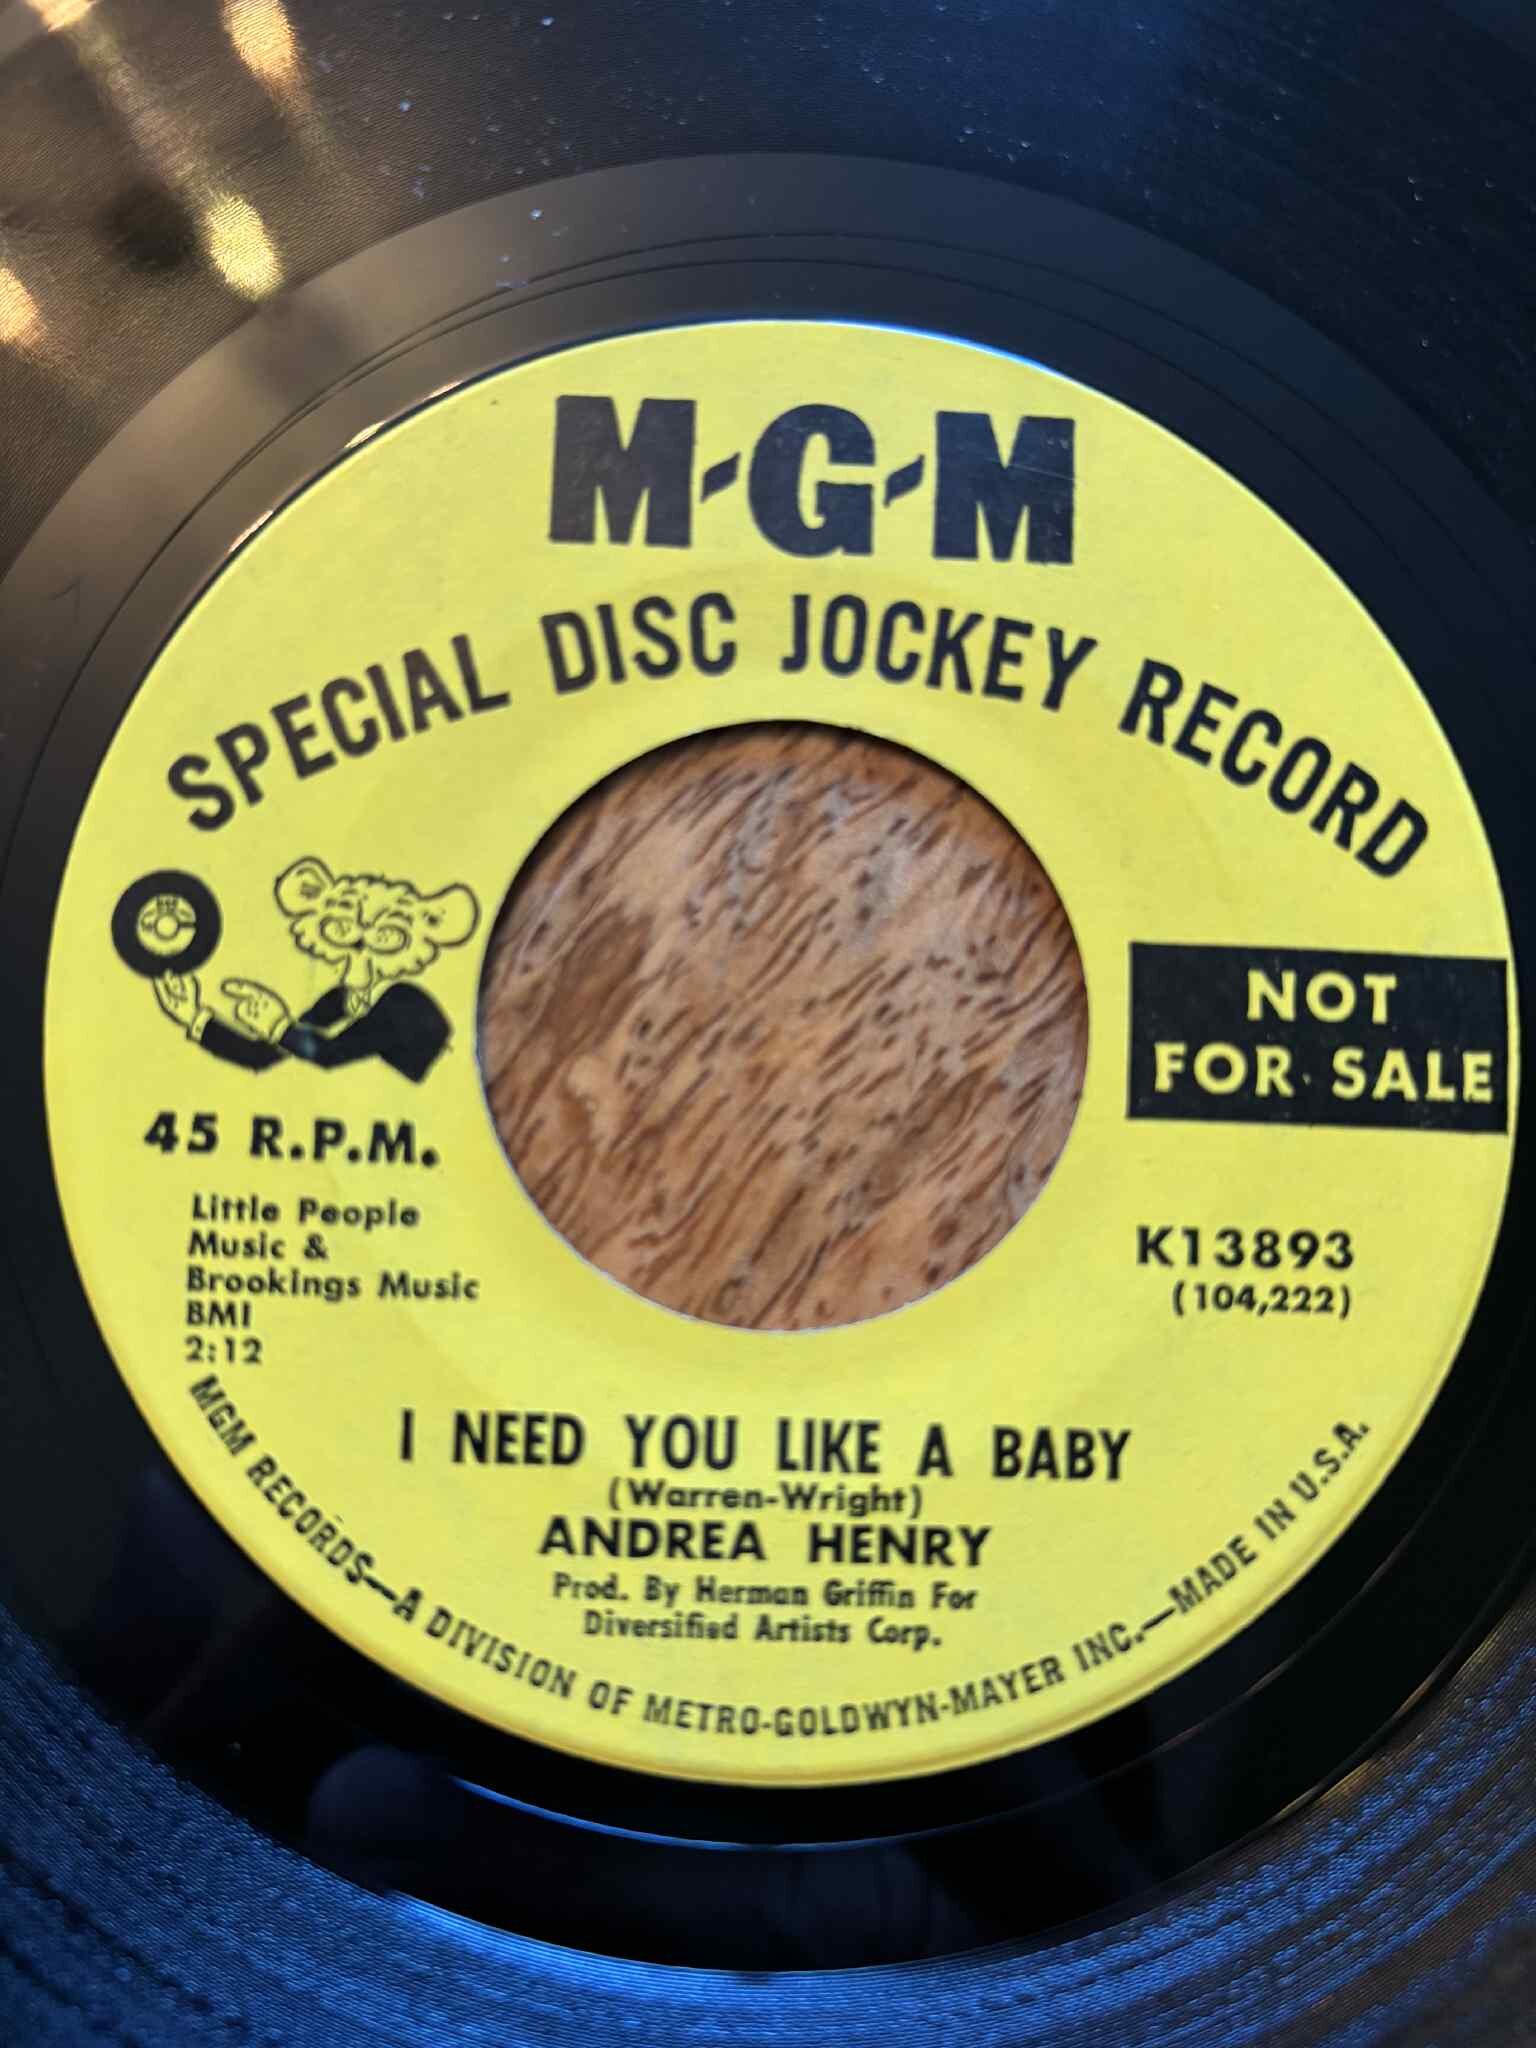 M-G-M
SPECIAL DISC JOCKEY RECORD
NOT
FOR SALE
45 R.P.M.
Little People
Music &
Brookings Music
BMI
2:12
K13893
(104,222)
I NEED YOU LIKE A BABY
(Warren-Wright)
ANDREA HENRY
Prod. By Herman Griffin For
Diversified Artists Corp.
MGM RECORDS—A DIVISION OF METRO-GOLDWYN-MAYER INC.—MADE IN U.S.A.